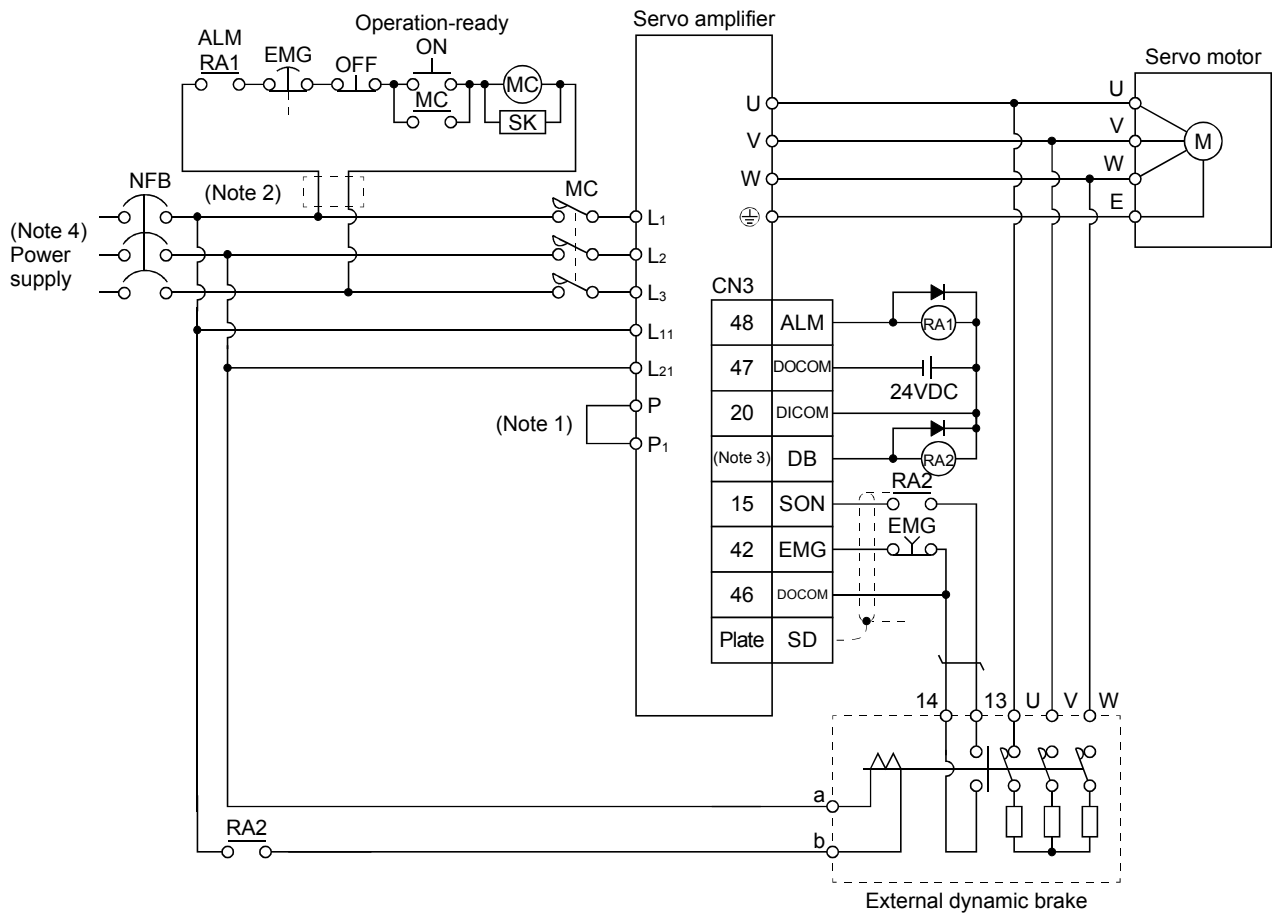 Operation-ready
Servo amplifier
ALM
RA1
EMG
OFF
ON
MC
MC
SK
Servo motor
U
V
W
U
V
W
E
M
NFB
(Note 2)
MC
(Note 4)
Power
supply
L1
L2
L3
L11
L21
P
P1
(Note 1)
CN3
48 ALM
RA1
47 DOCOM
24VDC
20 DICOM
(Note 3) DB
RA2
RA2
15 SON
EMG
42 EMG
46 DOCOM
Plate SD
14 13 U V W
a
b
RA2
External dynamic brake